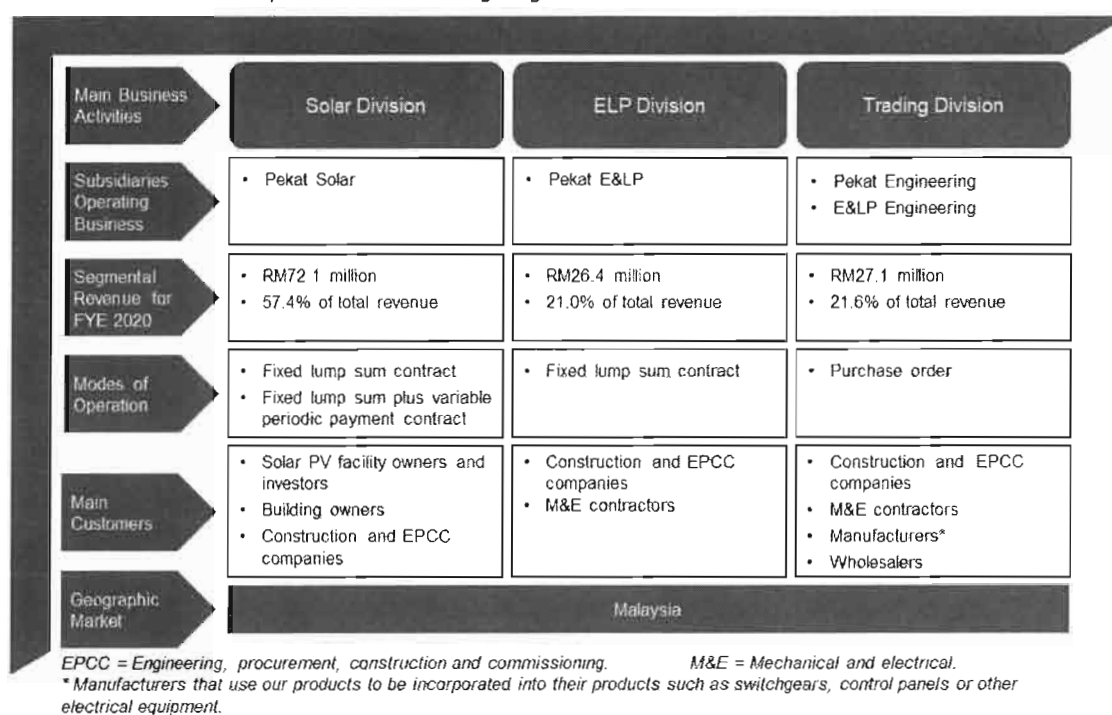 Main Business
Activities
Solar Division
ELP Division
Trading Division
Subsidiaries
Operating
Business
• Pekat Solar
• Pekat E&LP
• Pekat Engineering
• E&LP Engineering
Segmental
Revenue for
FYE 2020
• RM72 1 million
• 57.4% of total revenue
• RM26.4 million
• 21.0% of total revenue
• RM27.1 million
• 21.6% of total revenue
Modes of
Operation
• Fixed lump sum contract
• Fixed lump sum plus variable
periodic payment contract
• Fixed lump sum contract
• Purchase order
Main
Customers
• Solar PV facility owners and
investors
• Building owners
• Construction and EPCC
companies
• Construction and EPCC
companies
• M&E contractors
• Construction and EPCC
companies
• M&E contractors
• Manufacturers*
• Wholesalers
Geographic
Market
Malaysia
EPCC = Engineering, procurement, construction and commissioning. M&E = Mechanical and electrical.
* Manufacturers that use our products to be incorporated into their products such as switchgears, control panels or other
electrical equipment.